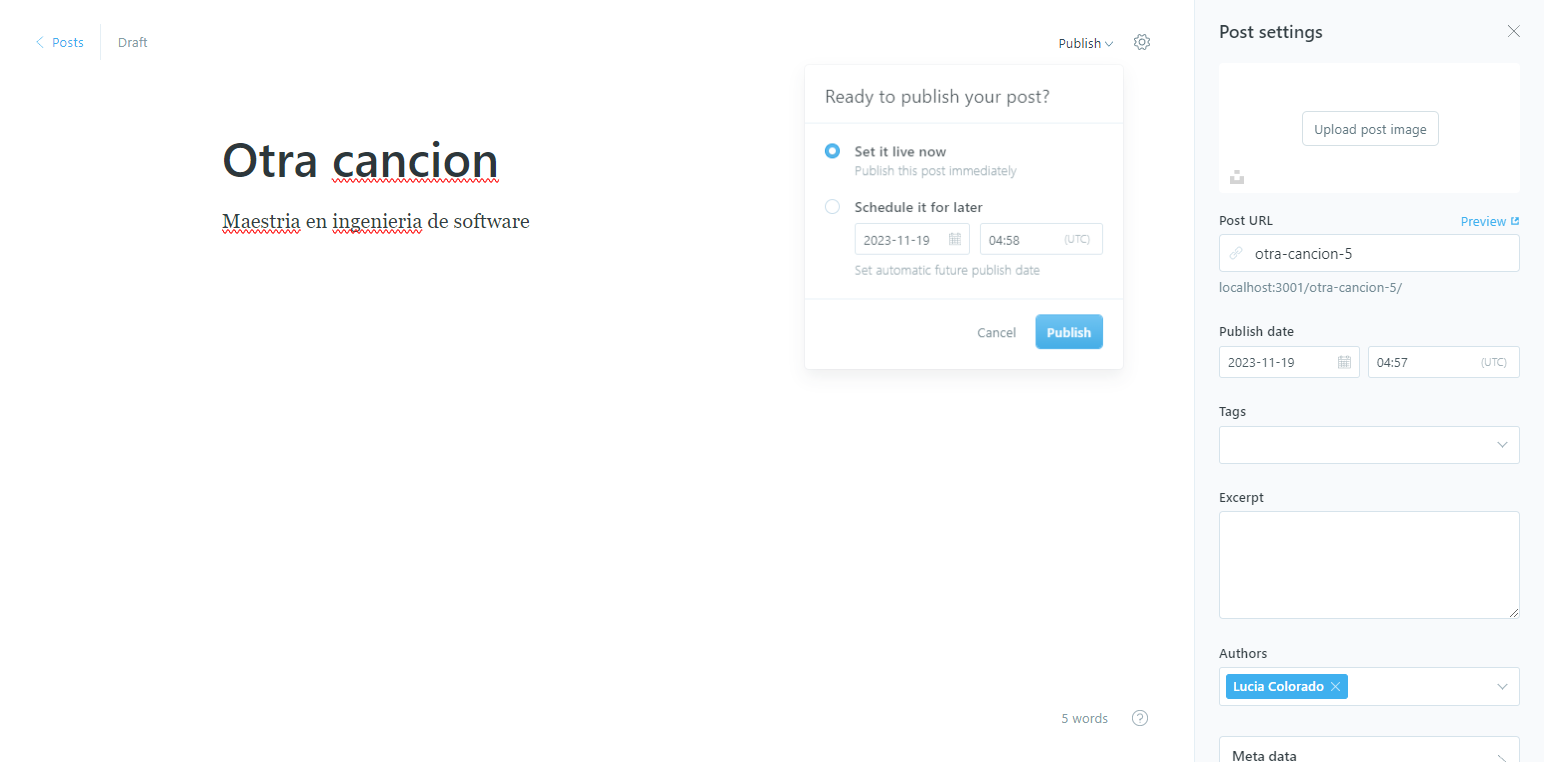 Posts
Draft
Publish
Otra cancion
Maestria en ingenieria de software
5 words
Ready to publish your post?
Set it live now
Publish this post immediately
Schedule it for later
2023-11-19
04:58
(UTC)
Set automatic future publish date
Cancel
Publish
Post settings
Upload post image
Post URL
Preview
otra-cancion-5
localhost:3001/otra-cancion-5/
Publish date
2023-11-19
04:57
(UTC)
Tags
Excerpt
Authors
Lucia Colorado
Meta data